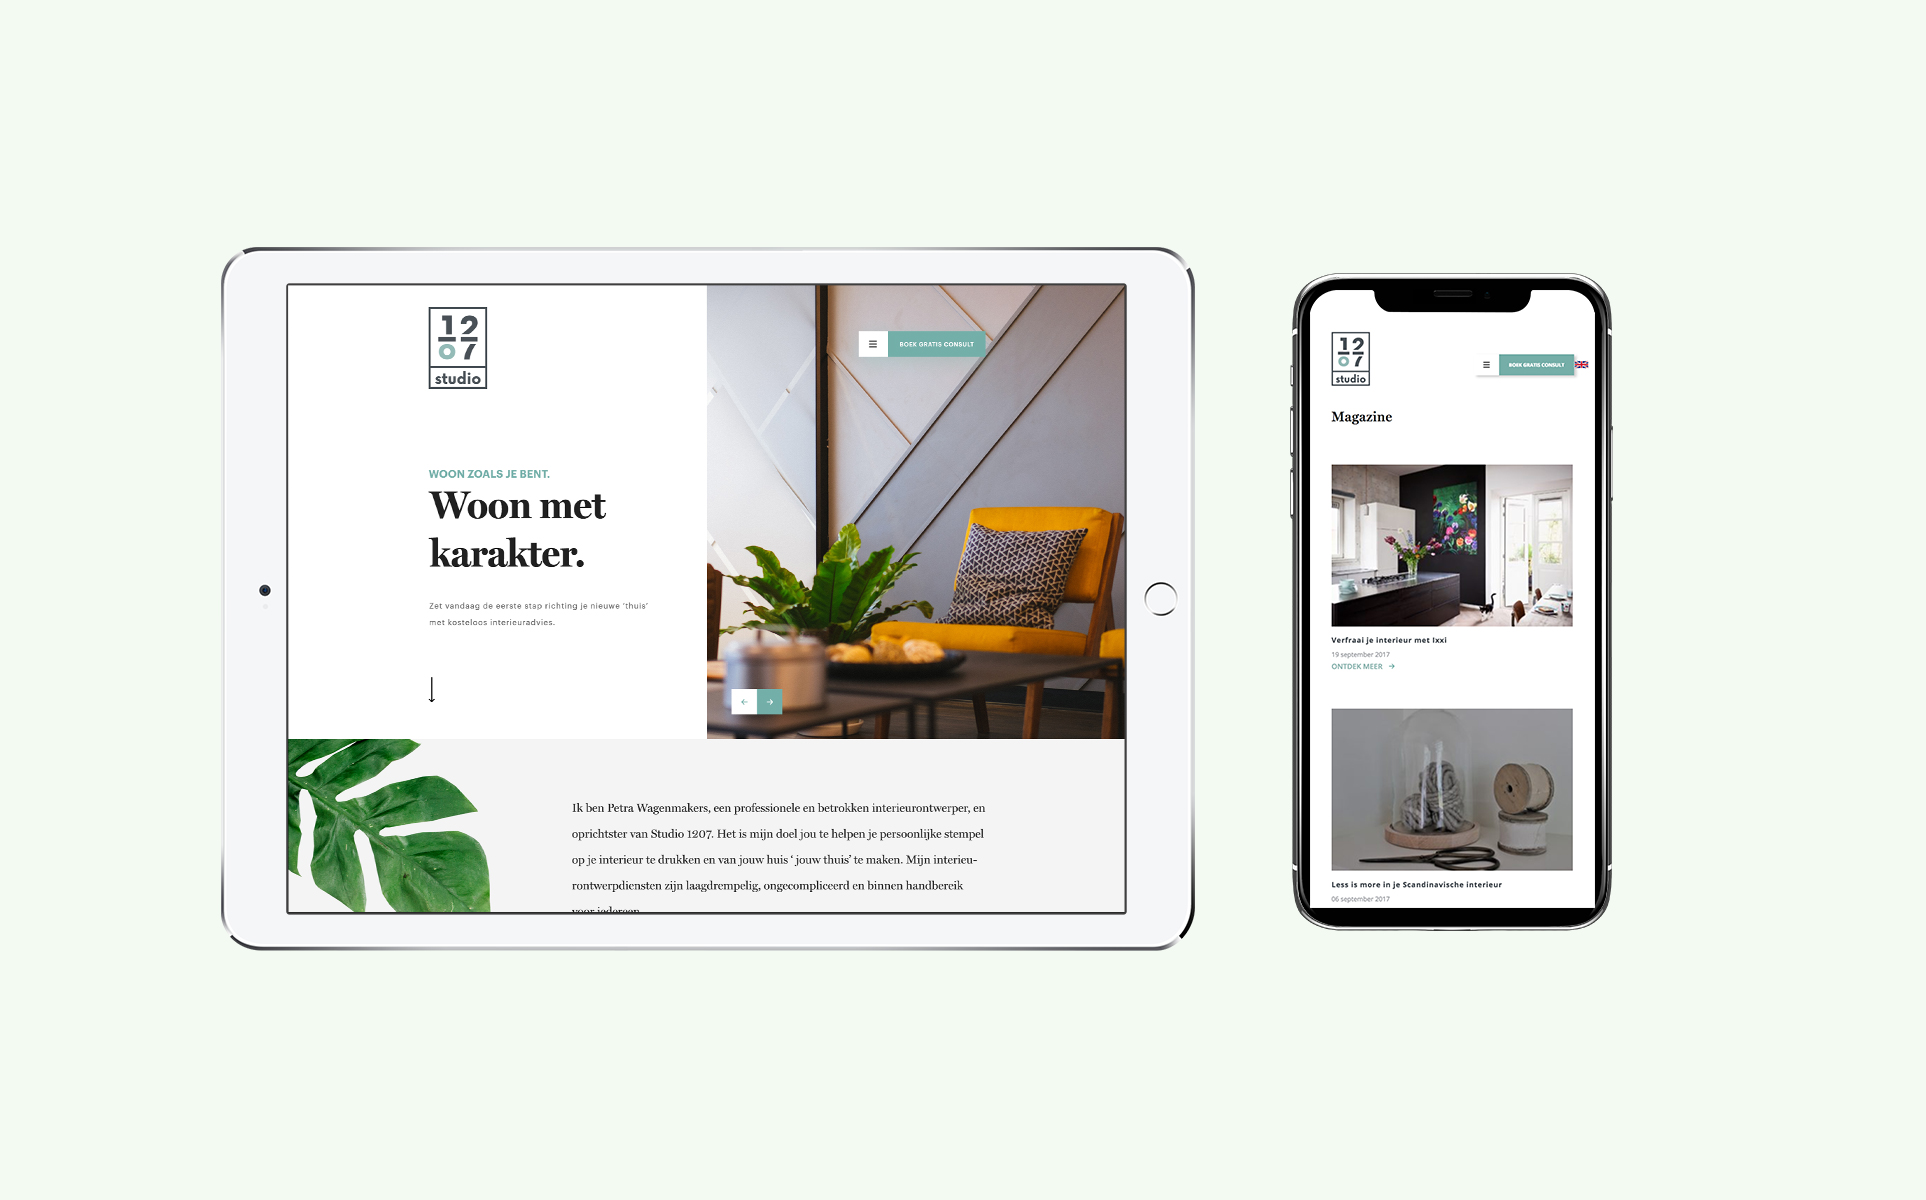 12
07
studio
BOEK GRATIS CONSULT
WOON ZOALS JE BENT.
Woon met
karakter.
Zet vandaag de eerste stap richting je nieuwe 'thuis'
met kosteloos interieuradvies.
Ik ben Petra Wagenmakers, een professionele en betrokken interieurontwerper, en
oprichtster van Studio 1207. Het is mijn doel jou te helpen je persoonlijke stempel
op je interieur te drukken en van jouw huis ‘ jouw thuis’ te maken. Mijn interieu-
rontwerpdiensten zijn laagdrempelig, ongecompliceerd en binnen handbereik
voor iedereen
12
07
studio
BOEK GRATIS CONSULT
Magazine
Verfraai je interieur met Ixxi
19 september 2017
ONTDEK MEER
Less is more in je Scandinavische interieur
06 september 2017